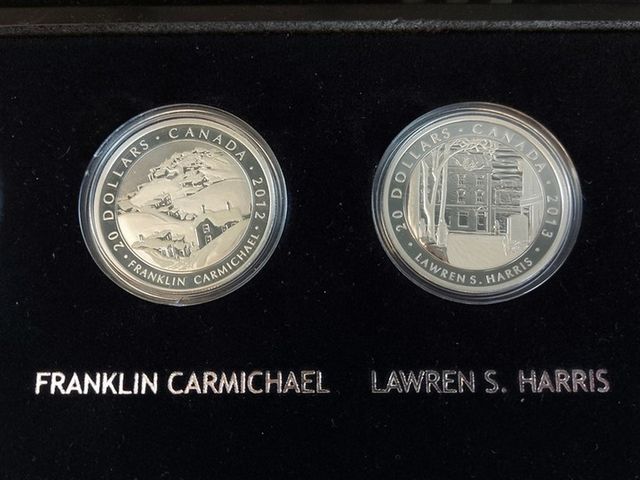 20 DOLLARS · CANADA · 2012 ·
FRANKLIN CARMICHAEL
20 DOLLARS · CANADA · 2013 ·
LAWREN S. HARRIS
FRANKLIN CARMICHAEL
LAWREN S. HARRIS